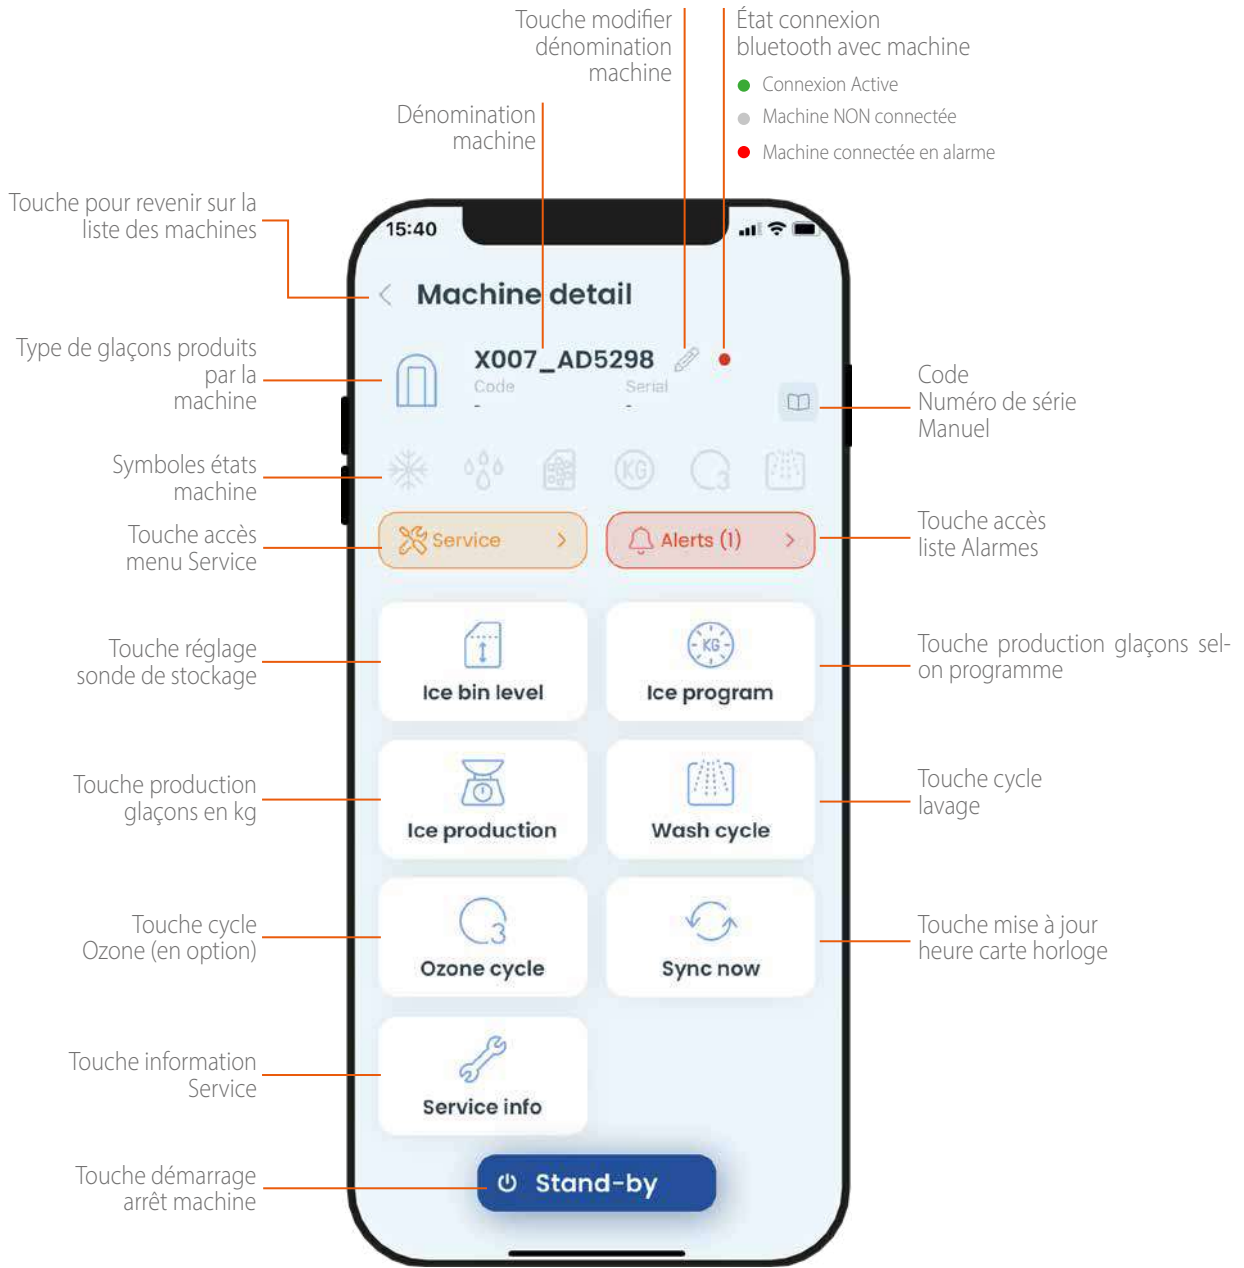 Touche modifier
dénomination
machine
État connexion
bluetooth avec machine
Connexion Active
Machine NON connectée
Machine connectée en alarme
Dénomination
machine
Touche pour revenir sur la
liste des machines
15:40
Machine detail
Type de glaçons produits
par la
machine
X007_AD5298
Code
Serial
-
-
Code
Numéro de série
Manuel
Symboles états
machine
KG
3
Touche accès
menu Service
Service
Alerts (1)
Touche accès
liste Alarmes
Touche réglage
sonde de stockage
Ice bin level
KG
Ice program
Touche production glaçons sel-
on programme
Touche production
glaçons en kg
Ice production
Wash cycle
Touche cycle
lavage
Touche cycle
Ozone (en option)
3
Ozone cycle
Sync now
Touche mise à jour
heure carte horloge
Touche information
Service
Service info
Touche démarrage
arrêt machine
Stand-by